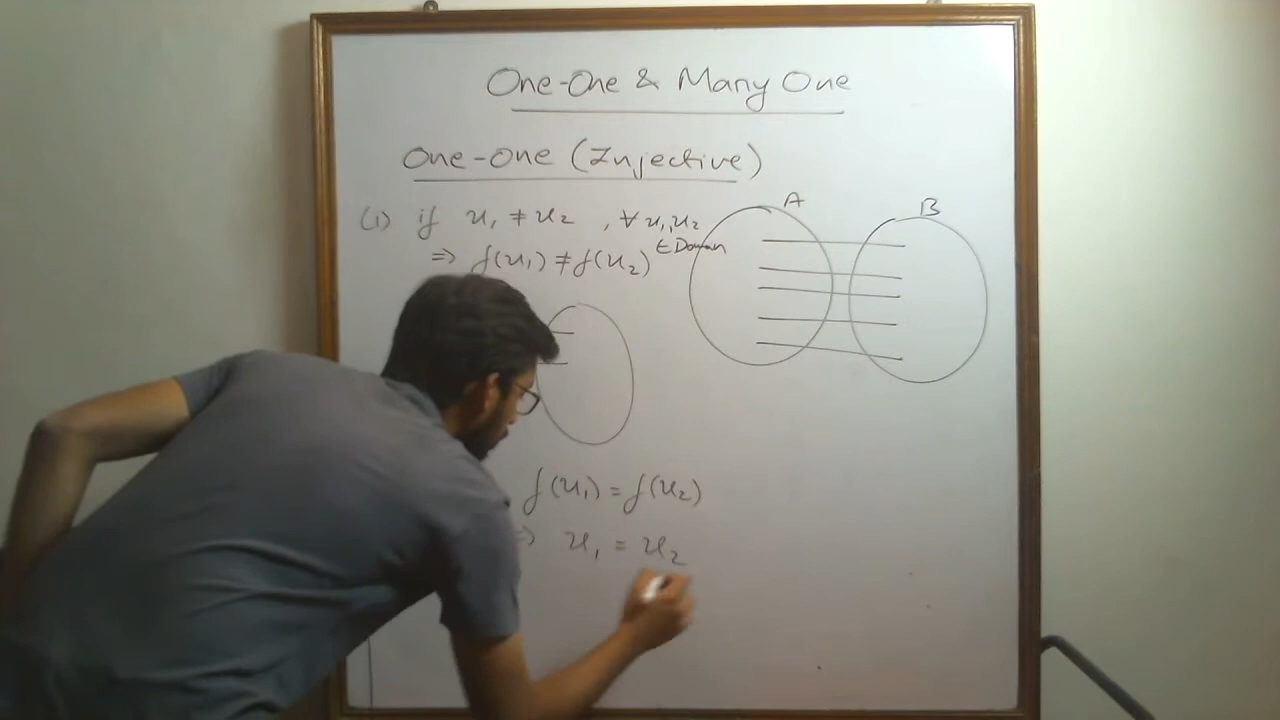 One-One & Many One
One-One (Injective)
(1) if x₁ ≠ x₂ , ∀ x₁, x₂ ∈ Domain
⇒ f(x₁) ≠ f(x₂)
A
B
f(x₁) = f(x₂)
⇒ x₁ = x₂